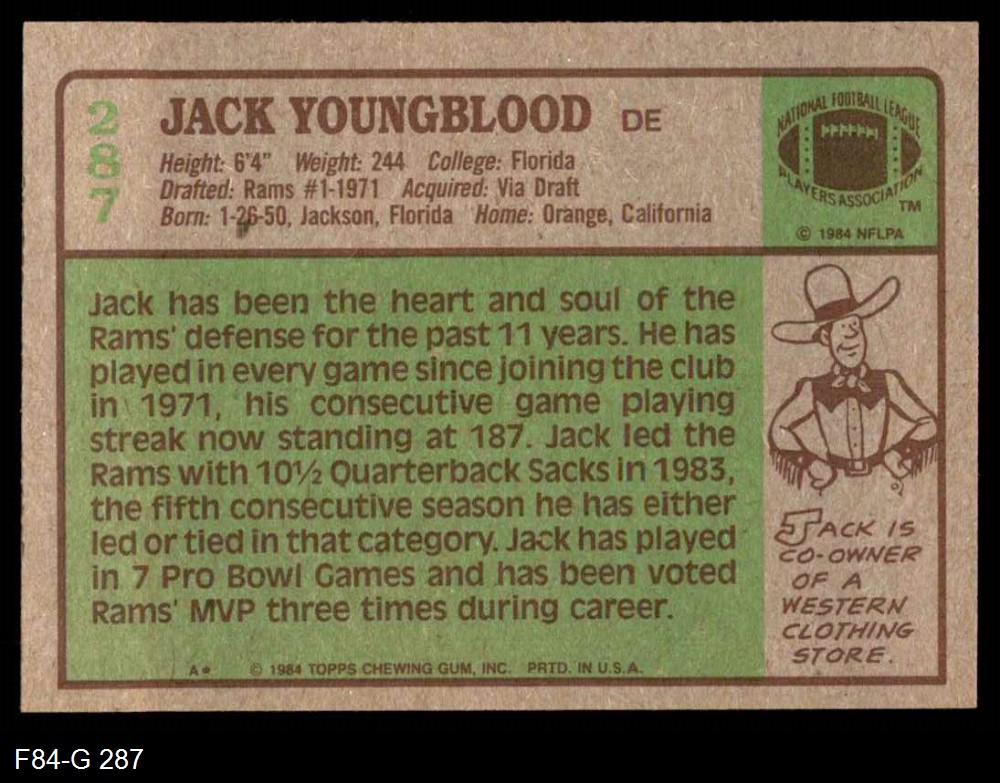 287
JACK YOUNGBLOOD DE
Height: 6'4" Weight: 244 College: Florida
Drafted: Rams #1-1971 Acquired: Via Draft
Born: 1-26-50, Jackson, Florida Home: Orange, California
NATIONAL FOOTBALL LEAGUE
PLAYERS ASSOCIATION
TM
© 1984 NFLPA
Jack has been the heart and soul of the
Rams' defense for the past 11 years. He has
played in every game since joining the club
in 1971, his consecutive game playing
streak now standing at 187. Jack led the
Rams with 10½ Quarterback Sacks in 1983,
the fifth consecutive season he has either
led or tied in that category. Jack has played
in 7 Pro Bowl Games and has been voted
Rams' MVP three times during career.
JACK IS
CO-OWNER
OF A
WESTERN
CLOTHING
STORE.
A* © 1984 TOPPS CHEWING GUM, INC. PRTD. IN U.S.A.
F84-G 287